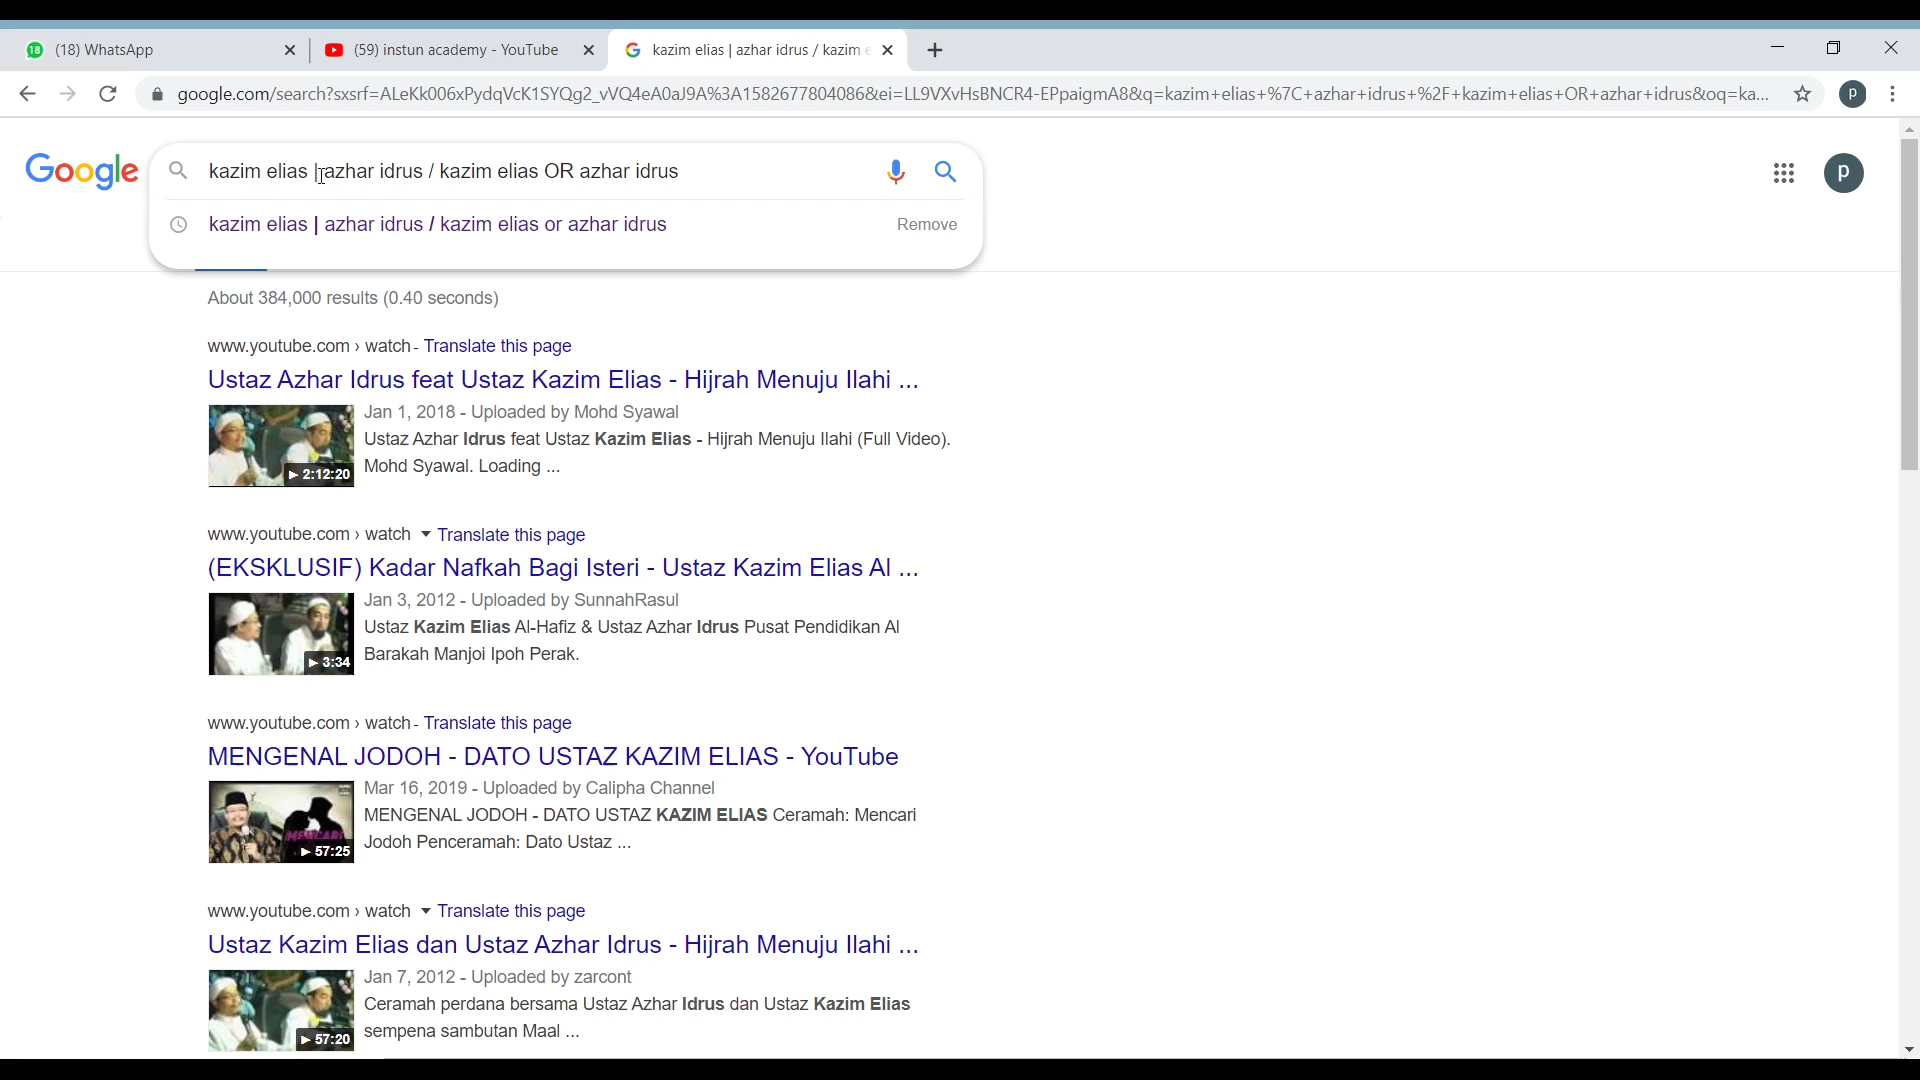 18 (18) WhatsApp
(59) instun academy - YouTube
kazim elias | azhar idrus / kazim e
google.com/search?sxsrf=ALeKk006xPydqVcK1SYQg2_vVQ4eA0aJ9A%3A1582677804086&ei=LL9VXvHsBNCR4-EPpaigmA8&q=kazim+elias+%7C+azhar+idrus+%2F+kazim+elias+OR+azhar+idrus&oq=ka...
P
Google
kazim elias | azhar idrus / kazim elias OR azhar idrus
P
kazim elias | azhar idrus / kazim elias or azhar idrus
Remove
About 384,000 results (0.40 seconds)
www.youtube.com › watch - Translate this page
Ustaz Azhar Idrus feat Ustaz Kazim Elias - Hijrah Menuju Ilahi ...
Jan 1, 2018 - Uploaded by Mohd Syawal
Ustaz Azhar Idrus feat Ustaz Kazim Elias - Hijrah Menuju Ilahi (Full Video).
Mohd Syawal. Loading ...
2:12:20
www.youtube.com › watch Translate this page
(EKSKLUSIF) Kadar Nafkah Bagi Isteri - Ustaz Kazim Elias Al ...
Jan 3, 2012 - Uploaded by SunnahRasul
Ustaz Kazim Elias Al-Hafiz & Ustaz Azhar Idrus Pusat Pendidikan Al
Barakah Manjoi Ipoh Perak.
3:34
www.youtube.com › watch - Translate this page
MENGENAL JODOH - DATO USTAZ KAZIM ELIAS - YouTube
Mar 16, 2019 - Uploaded by Calipha Channel
MENGENAL JODOH - DATO USTAZ KAZIM ELIAS Ceramah: Mencari
Jodoh Penceramah: Dato Ustaz ...
MENCARI
57:25
www.youtube.com › watch Translate this page
Ustaz Kazim Elias dan Ustaz Azhar Idrus - Hijrah Menuju Ilahi ...
Jan 7, 2012 - Uploaded by zarcont
Ceramah perdana bersama Ustaz Azhar Idrus dan Ustaz Kazim Elias
sempena sambutan Maal ...
57:20